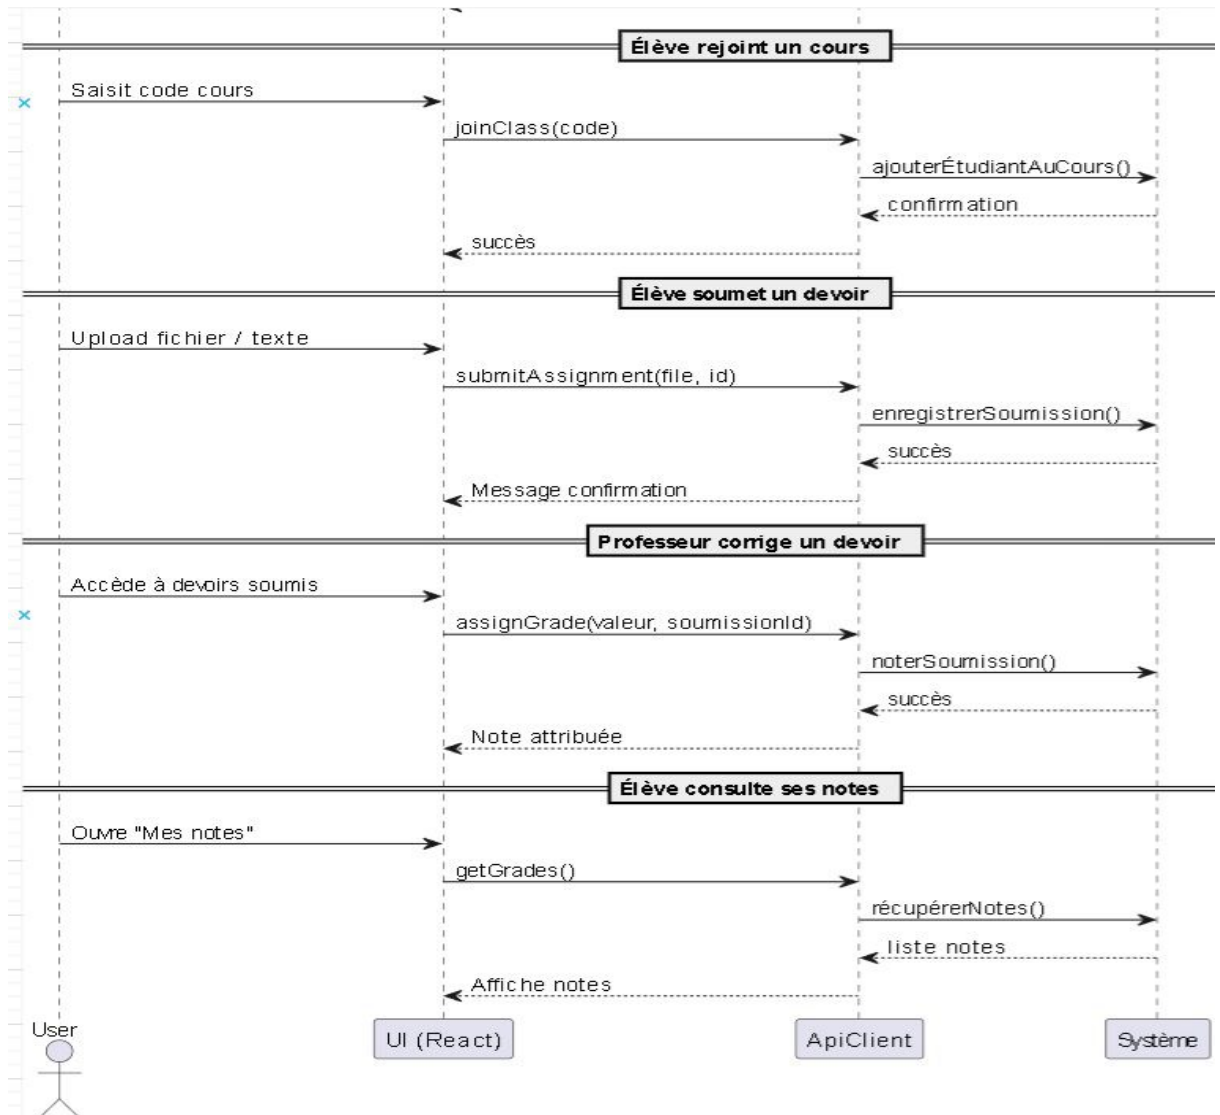 Élève rejoint un cours
Saisit code cours
joinClass(code)
ajouterÉtudiantAuCours()
confirmation
succès
Élève soumet un devoir
Upload fichier / texte
submitAssignment(file, id)
enregistrerSoumission()
succès
Message confirmation
Professeur corrige un devoir
Accède à devoirs soumis
assignGrade(valeur, soumissionId)
noterSoumission()
succès
Note attribuée
Élève consulte ses notes
Ouvre "Mes notes"
getGrades()
récupérerNotes()
liste notes
Affiche notes
User
UI (React)
ApiClient
Système